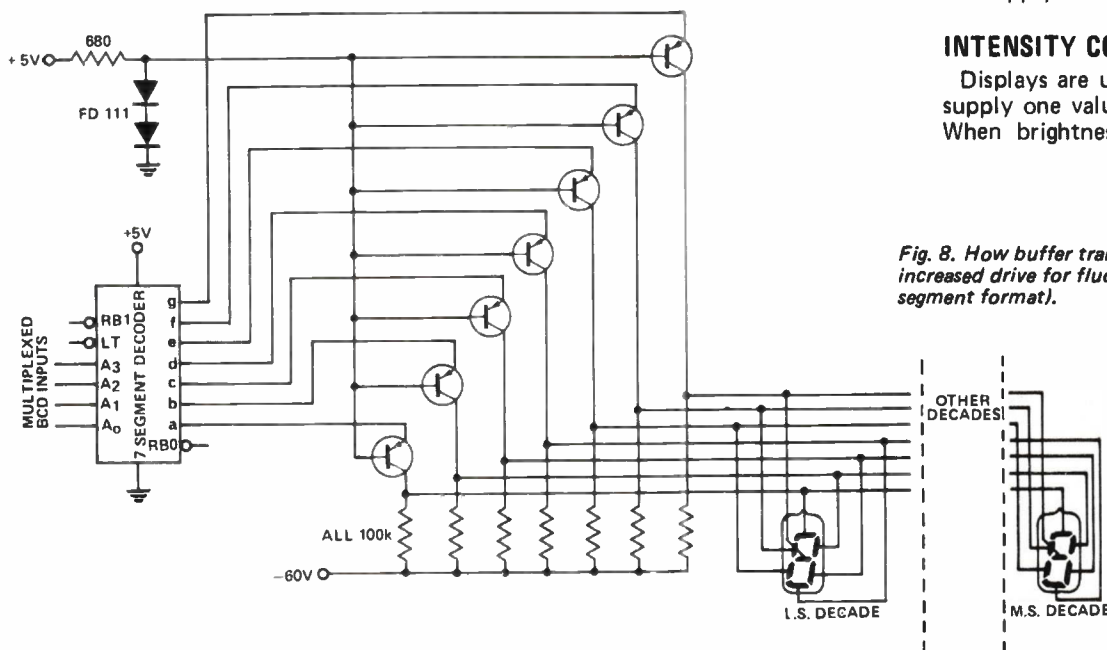 680
+ 5V
FD 111
+5V
MULTIPLEXED
BCD INPUTS
RB1
LT
A3
A2
A1
Ao
7 SEGMENT DECODER
g
f
e
d
c
b
a
RB0
ALL 100k
−60V
INTENSITY CO
Displays are u
supply one valu
When brightnes
Fig. 8. How buffer tra
increased drive for flu
segment format).
OTHER
DECADES
L.S. DECADE
M.S. DECADE